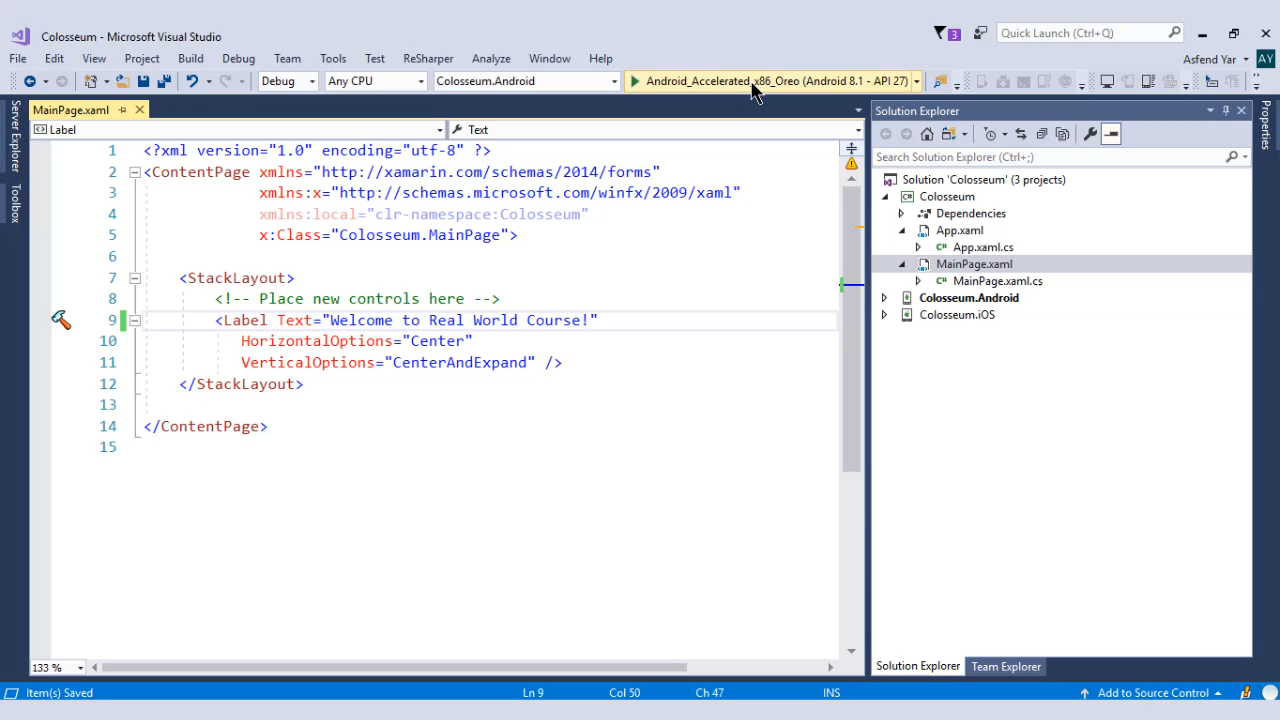 Colosseum - Microsoft Visual Studio
3
Quick Launch (Ctrl+Q)
File Edit View Project Build Debug Team Tools Test ReSharper Analyze Window Help
Asfend Yar AY
Debug Any CPU Colosseum.Android Android_Accelerated_x86_Oreo (Android 8.1 - API 27)
Server Explorer
Toolbox
MainPage.xaml
Label Text
1 <?xml version="1.0" encoding="utf-8" ?>
2 <ContentPage xmlns="http://xamarin.com/schemas/2014/forms"
3 xmlns:x="http://schemas.microsoft.com/winfx/2009/xaml"
4 xmlns:local="clr-namespace:Colosseum"
5 x:Class="Colosseum.MainPage">
6
7 <StackLayout>
8 <!-- Place new controls here -->
9 <Label Text="Welcome to Real World Course!"
10 HorizontalOptions="Center"
11 VerticalOptions="CenterAndExpand" />
12 </StackLayout>
13
14 </ContentPage>
15
133 %
Solution Explorer
Search Solution Explorer (Ctrl+;)
Solution 'Colosseum' (3 projects)
Colosseum
Dependencies
App.xaml
C# App.xaml.cs
MainPage.xaml
C# MainPage.xaml.cs
Colosseum.Android
Colosseum.iOS
Solution Explorer Team Explorer
Properties
Item(s) Saved Ln 9 Col 50 Ch 47 INS Add to Source Control